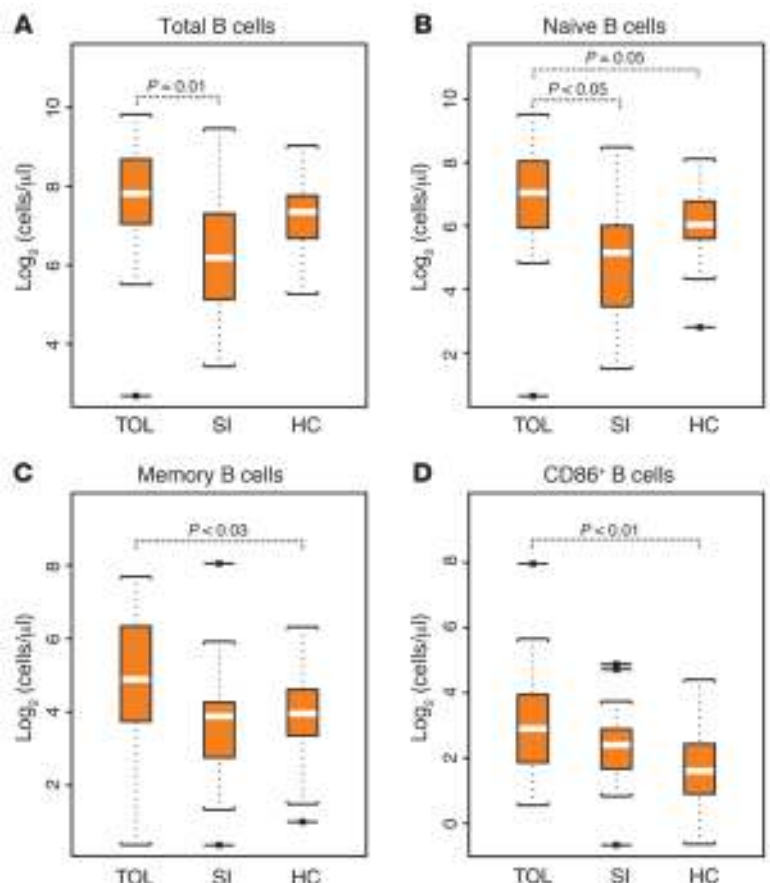 A Total B cells
P = 0.01
Log₂ (cells/µl)
10
8
6
4
TOL SI HC
B Naive B cells
P = 0.05
P < 0.05
Log₂ (cells/µl)
10
8
6
4
2
TOL SI HC
C Memory B cells
P < 0.03
Log₂ (cells/µl)
8
6
4
2
TOL SI HC
D CD86⁺ B cells
P < 0.01
Log₂ (cells/µl)
8
4
2
0
TOL SI HC